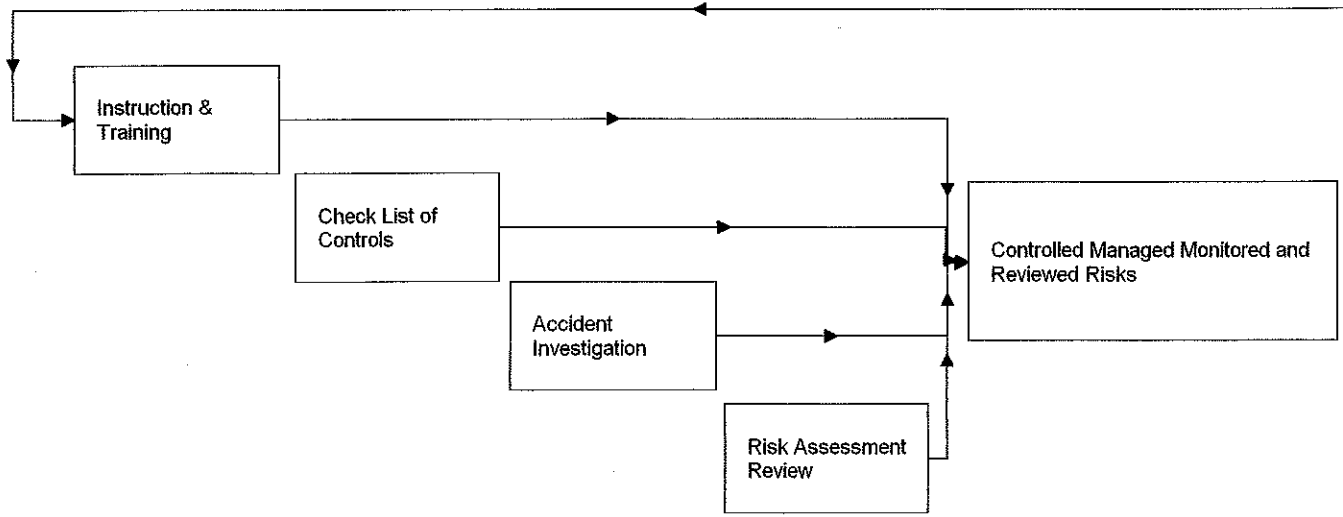 Instruction &
Training
Check List of
Controls
Controlled Managed Monitored and
Reviewed Risks
Accident
Investigation
Risk Assessment
Review